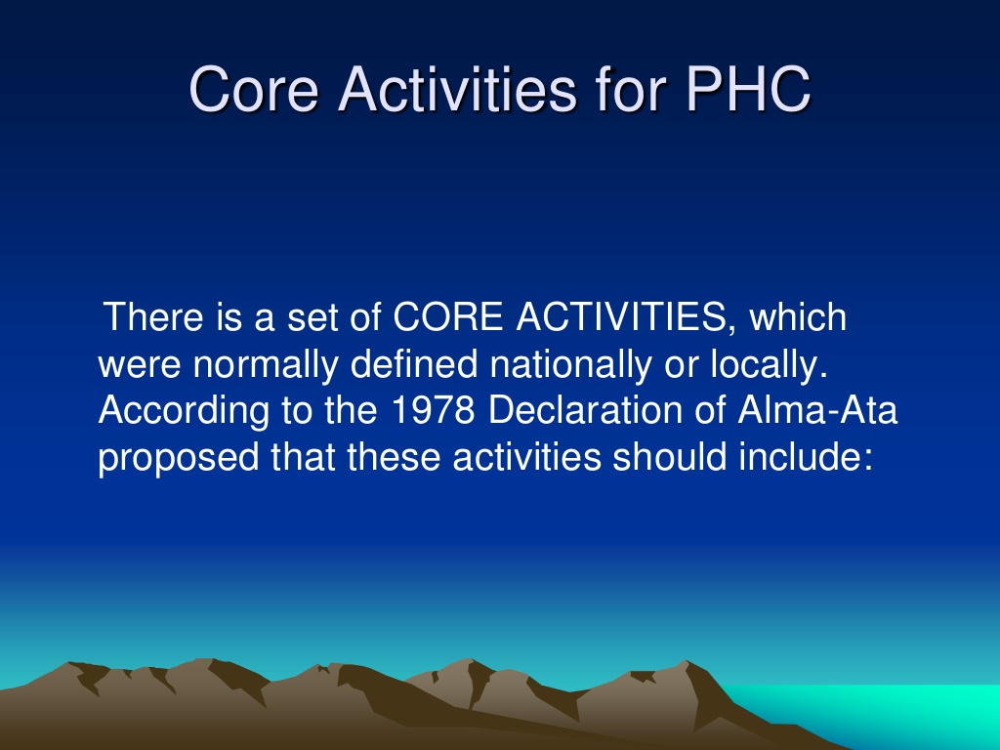 Core Activities for PHC
There is a set of CORE ACTIVITIES, which
were normally defined nationally or locally.
According to the 1978 Declaration of Alma-Ata
proposed that these activities should include: